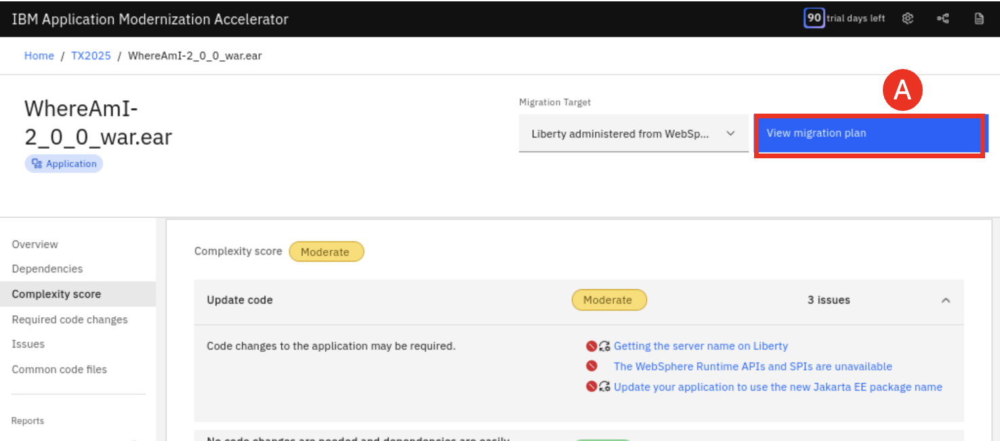 IBM Application Modernization Accelerator
90 trial days left
Home / TX2025 / WhereAmI-2_0_0_war.ear
A
WhereAmI-
2_0_0_war.ear
Application
Migration Target
Liberty administered from WebSp...
View migration plan
Overview
Dependencies
Complexity score
Required code changes
Issues
Common code files
Reports
Complexity score Moderate
Update code Moderate 3 issues
Code changes to the application may be required.
Getting the server name on Liberty
The WebSphere Runtime APIs and SPIs are unavailable
Update your application to use the new Jakarta EE package name
No code changes are needed and dependencies are easily